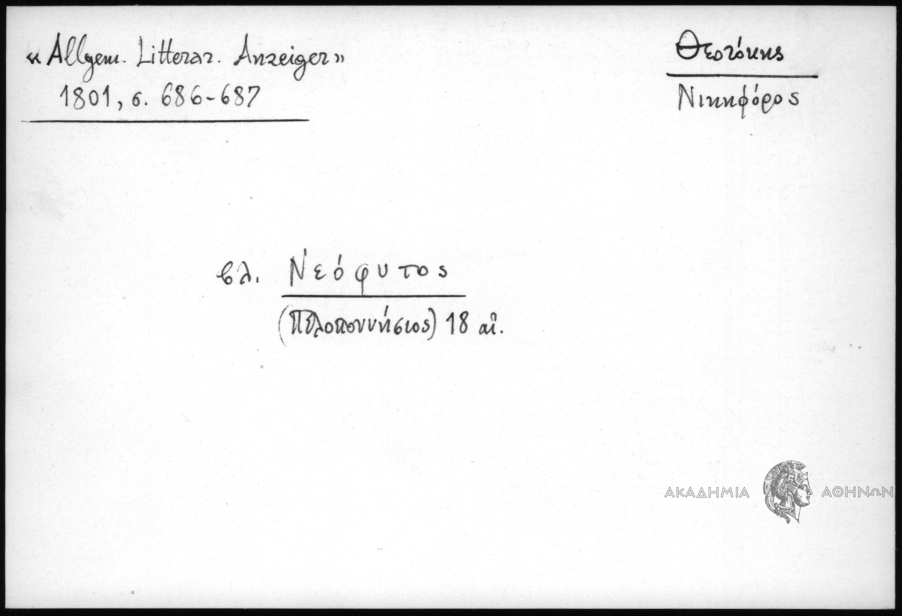 «Allgem. Litterar. Anzeiger»
1801, σ. 686-687
Θεοτόκης
Νικηφόρος
βλ. Νεόφυτος
(Πελοποννήσιος) 18 αἰ.
ΑΚΑΔΗΜΙΑ ΑΘΗΝΩΝ